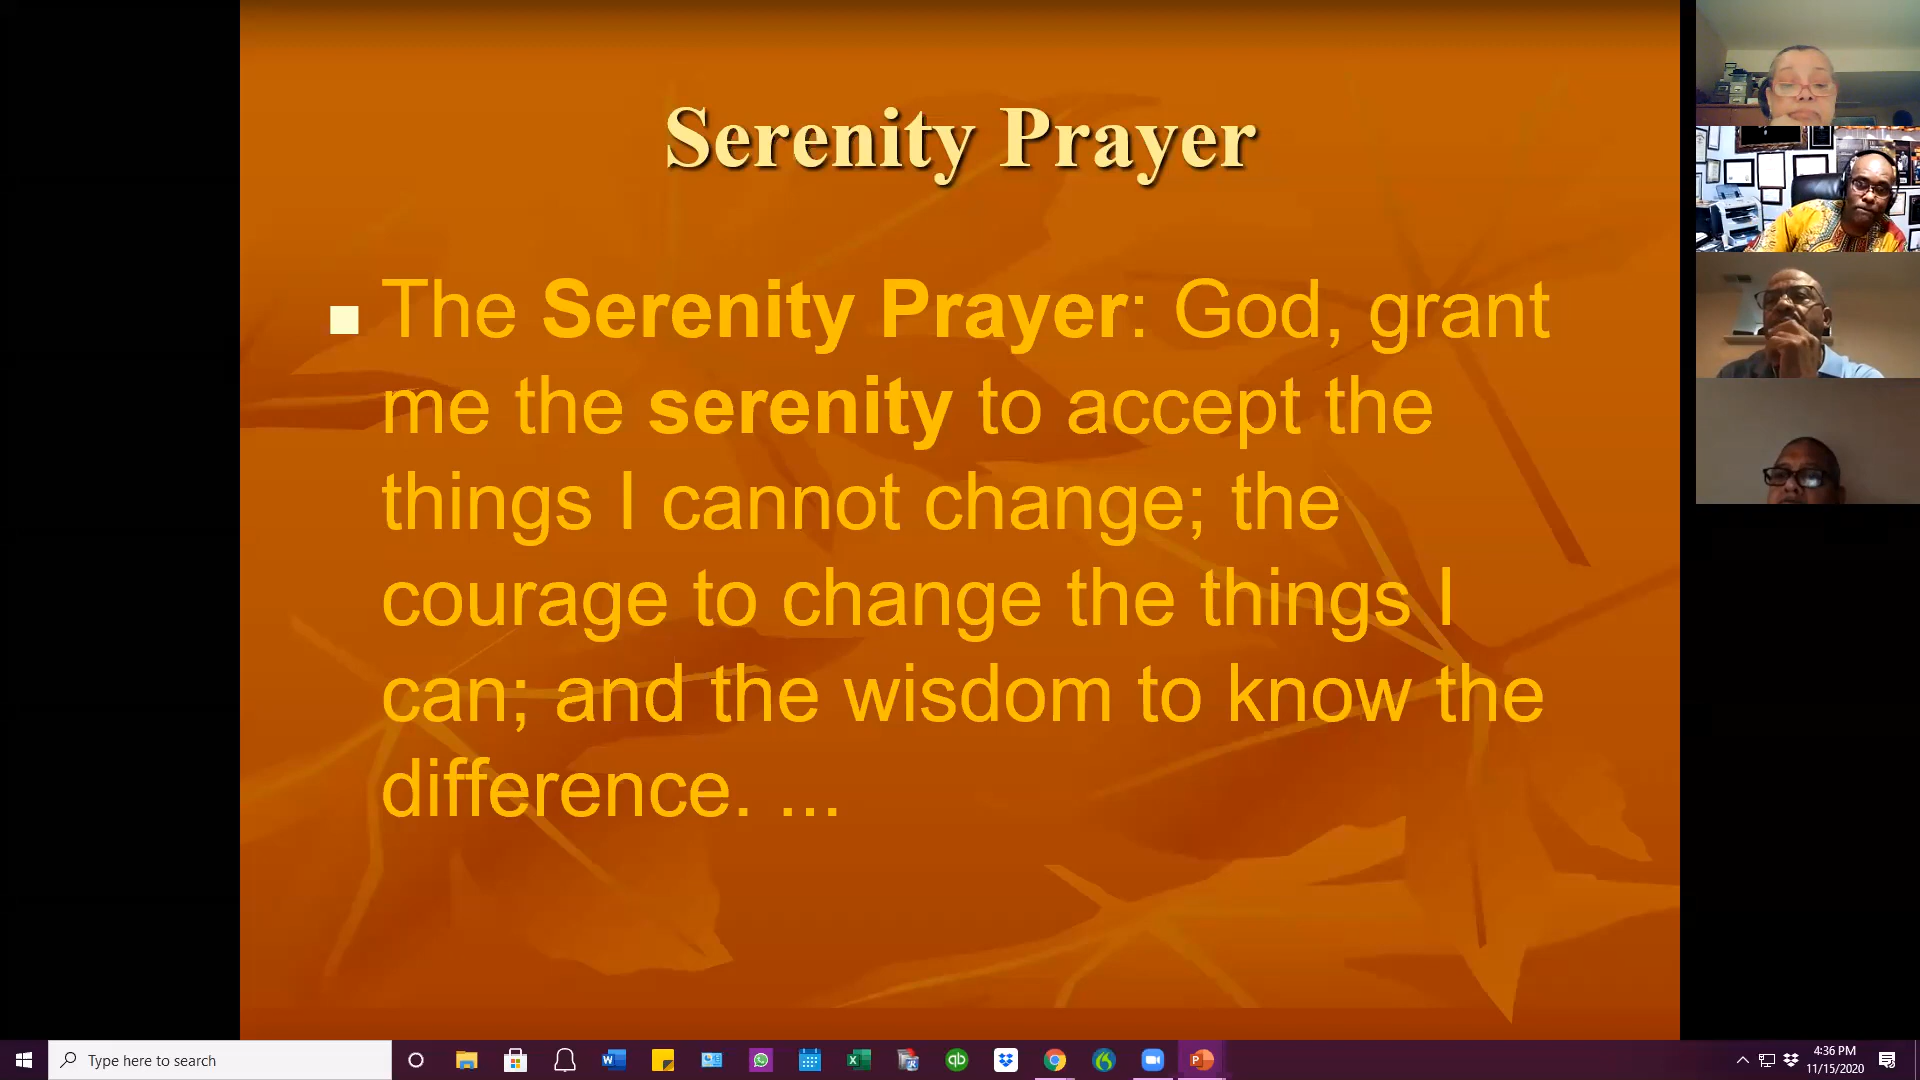 Serenity Prayer
■ The Serenity Prayer: God, grant
me the serenity to accept the
things I cannot change; the
courage to change the things I
can; and the wisdom to know the
difference. ...
Type here to search
4:36 PM
11/15/2020